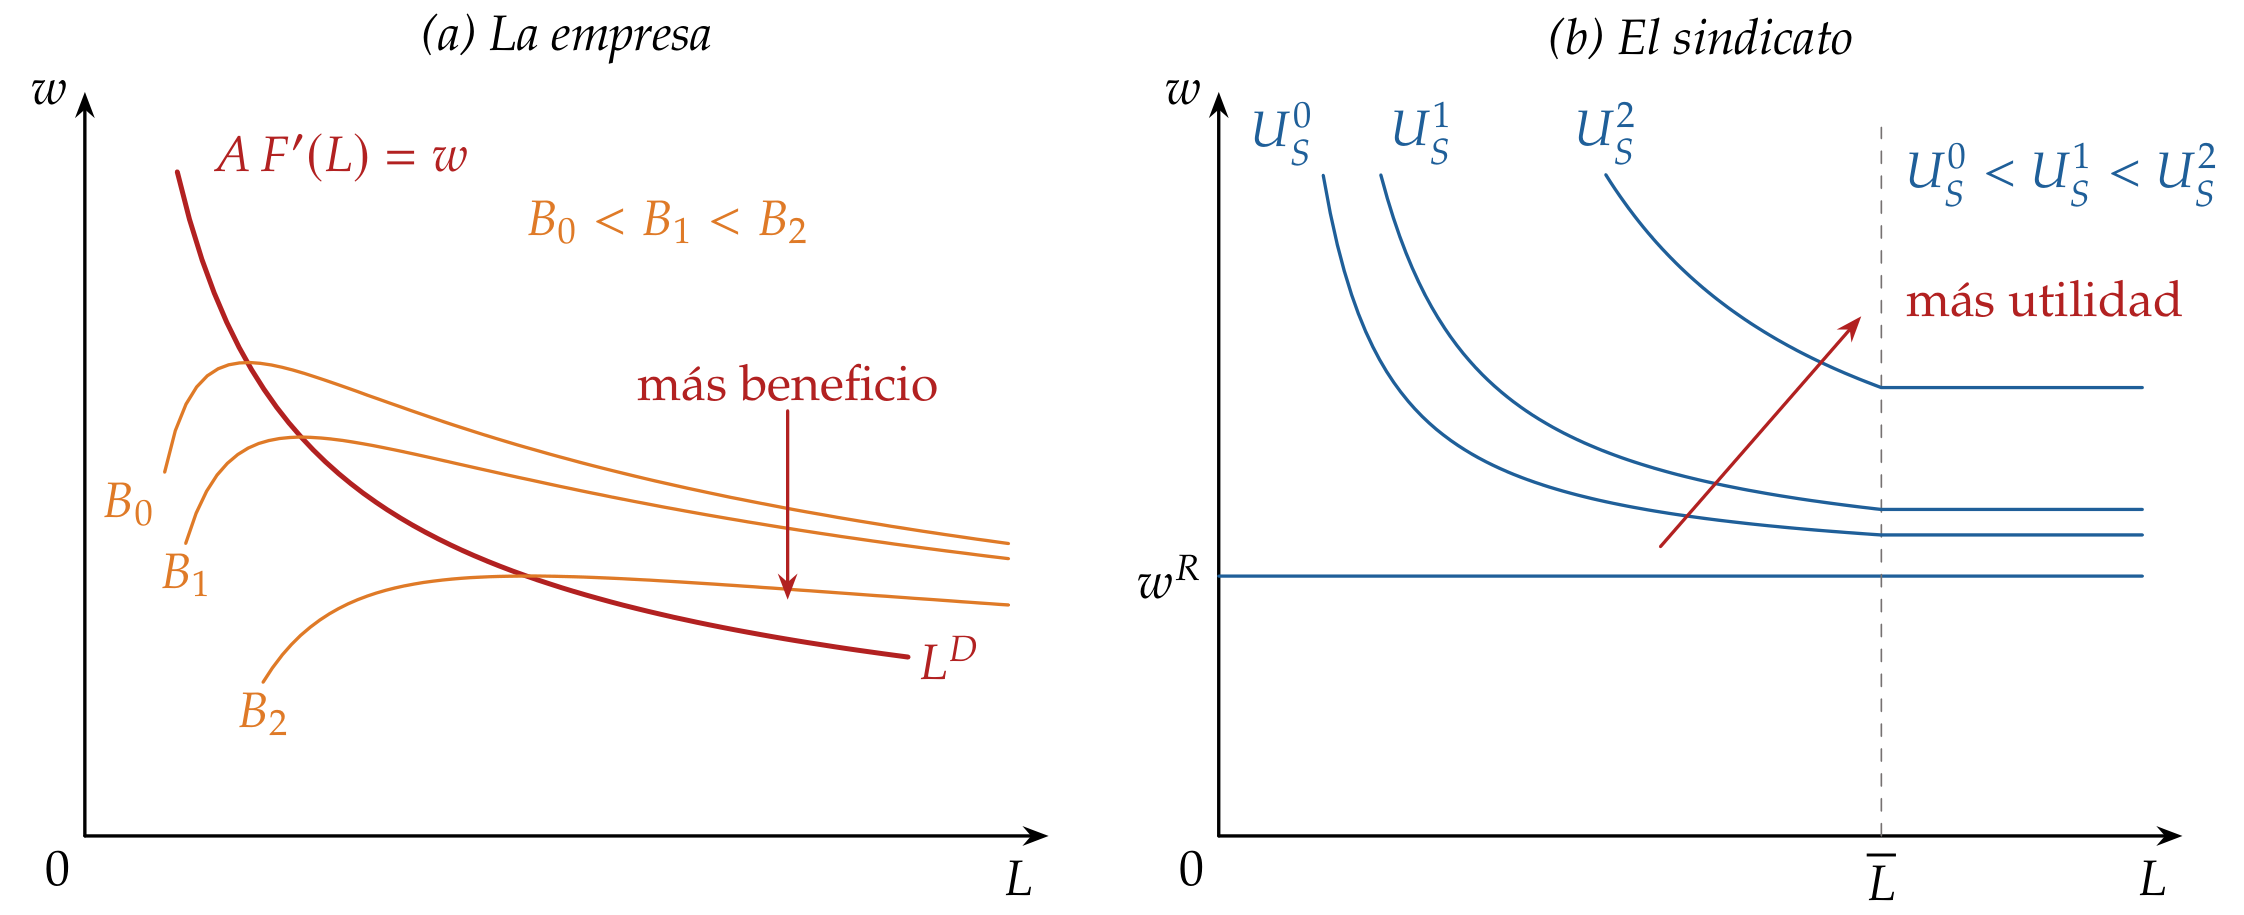 (a) La empresa
w
A F′(L) = w
B₀ < B₁ < B₂
más beneficio
B₀
B₁
B₂
L^D
0
L
(b) El sindicato
w
U_S^0
U_S^1
U_S^2
U_S^0 < U_S^1 < U_S^2
más utilidad
w^R
0
L̅
L